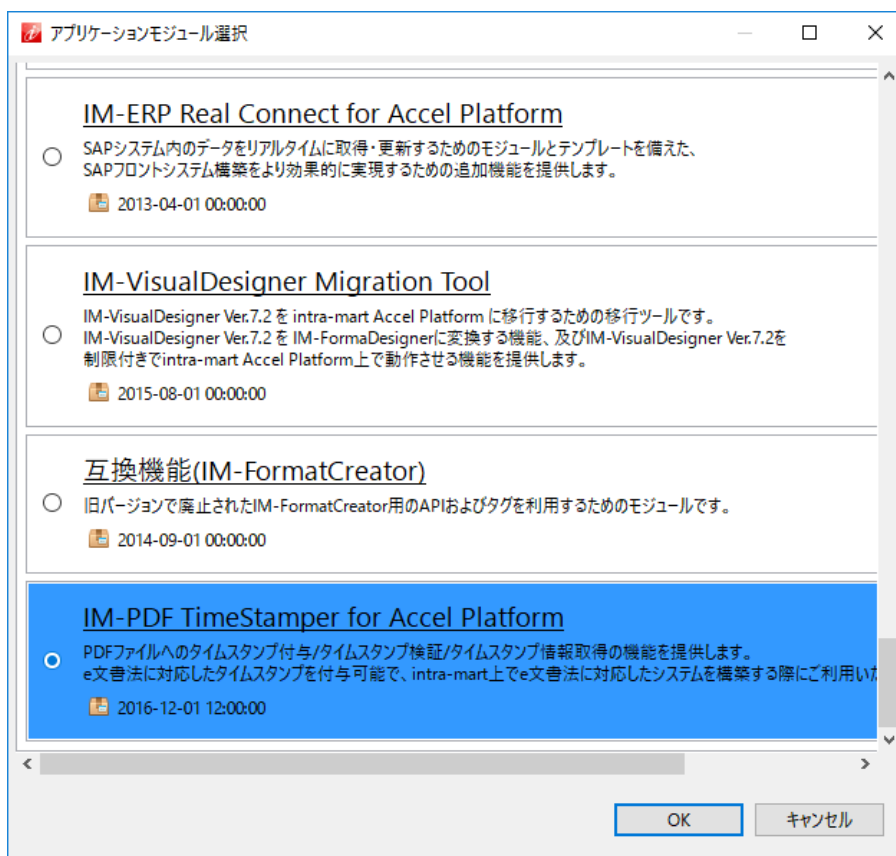 アプリケーションモジュール選択
IM-ERP Real Connect for Accel Platform
SAPシステム内のデータをリアルタイムに取得・更新するためのモジュールとテンプレートを備えた、
SAPフロントシステム構築をより効果的に実現するための追加機能を提供します。
2013-04-01 00:00:00
IM-VisualDesigner Migration Tool
IM-VisualDesigner Ver.7.2 を intra-mart Accel Platform に移行するための移行ツールです。
IM-VisualDesigner Ver.7.2 を IM-FormaDesignerに変換する機能、及びIM-VisualDesigner Ver.7.2を
制限付きでintra-mart Accel Platform上で動作させる機能を提供します。
2015-08-01 00:00:00
互換機能(IM-FormatCreator)
旧バージョンで廃止されたIM-FormatCreator用のAPIおよびタグを利用するためのモジュールです。
2014-09-01 00:00:00
IM-PDF TimeStamper for Accel Platform
PDFファイルへのタイムスタンプ付与/タイムスタンプ検証/タイムスタンプ情報取得の機能を提供します。
e文書法に対応したタイムスタンプを付与可能で、intra-mart上でe文書法に対応したシステムを構築する際にご利用いた
2016-12-01 12:00:00
OK
キャンセル